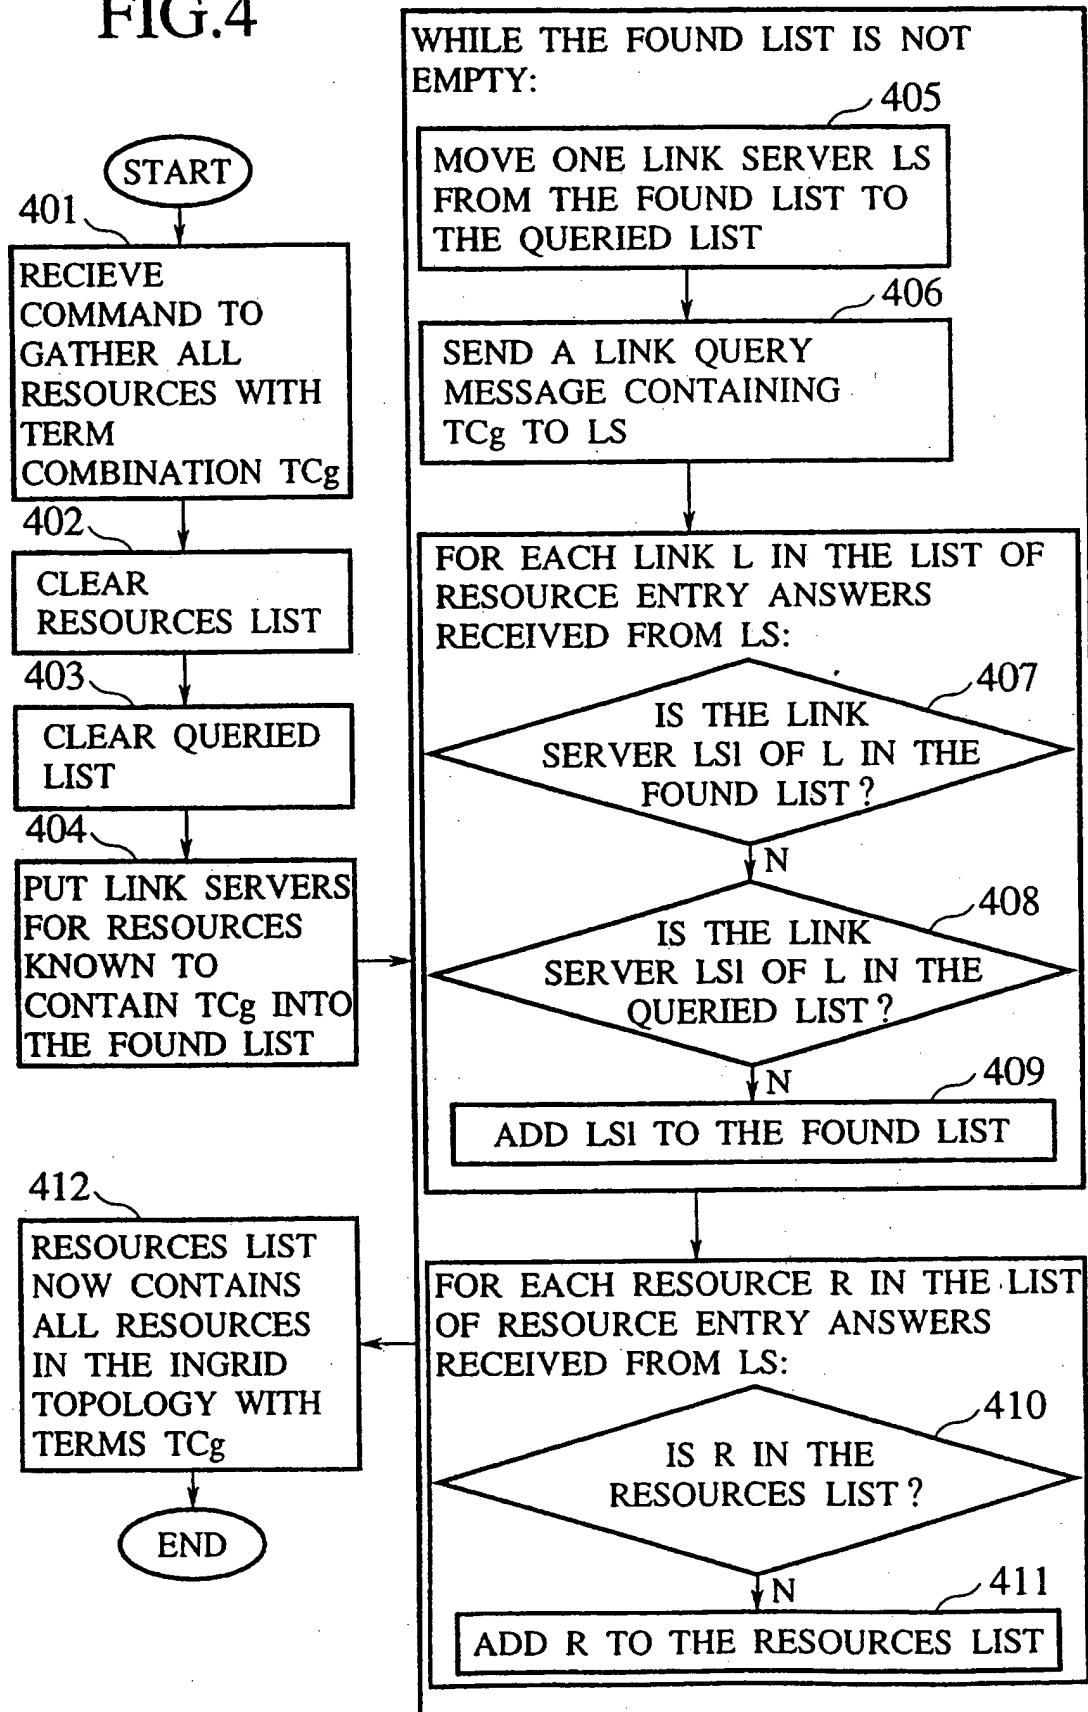 FIG.4
START
401
RECIEVE
COMMAND TO
GATHER ALL
RESOURCES WITH
TERM
COMBINATION TCg
402
CLEAR
RESOURCES LIST
403
CLEAR QUERIED
LIST
404
PUT LINK SERVERS
FOR RESOURCES
KNOWN TO
CONTAIN TCg INTO
THE FOUND LIST
WHILE THE FOUND LIST IS NOT
EMPTY:
405
MOVE ONE LINK SERVER LS
FROM THE FOUND LIST TO
THE QUERIED LIST
406
SEND A LINK QUERY
MESSAGE CONTAINING
TCg TO LS
FOR EACH LINK L IN THE LIST OF
RESOURCE ENTRY ANSWERS
RECEIVED FROM LS:
407
IS THE LINK
SERVER LSl OF L IN THE
FOUND LIST?
N
408
IS THE LINK
SERVER LSl OF L IN THE
QUERIED LIST?
N
409
ADD LSl TO THE FOUND LIST
FOR EACH RESOURCE R IN THE LIST
OF RESOURCE ENTRY ANSWERS
RECEIVED FROM LS:
410
IS R IN THE
RESOURCES LIST?
N
411
ADD R TO THE RESOURCES LIST
412
RESOURCES LIST
NOW CONTAINS
ALL RESOURCES
IN THE INGRID
TOPOLOGY WITH
TERMS TCg
END